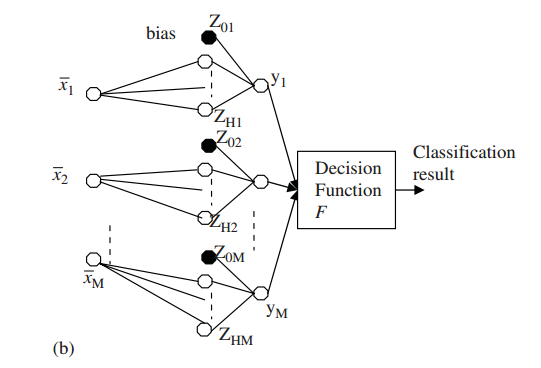 bias
Z01
x̅1
y1
ZH1
Z02
x̅2
ZH2
Decision
Function
F
Classification
result
Z0M
x̅M
yM
ZHM
(b)